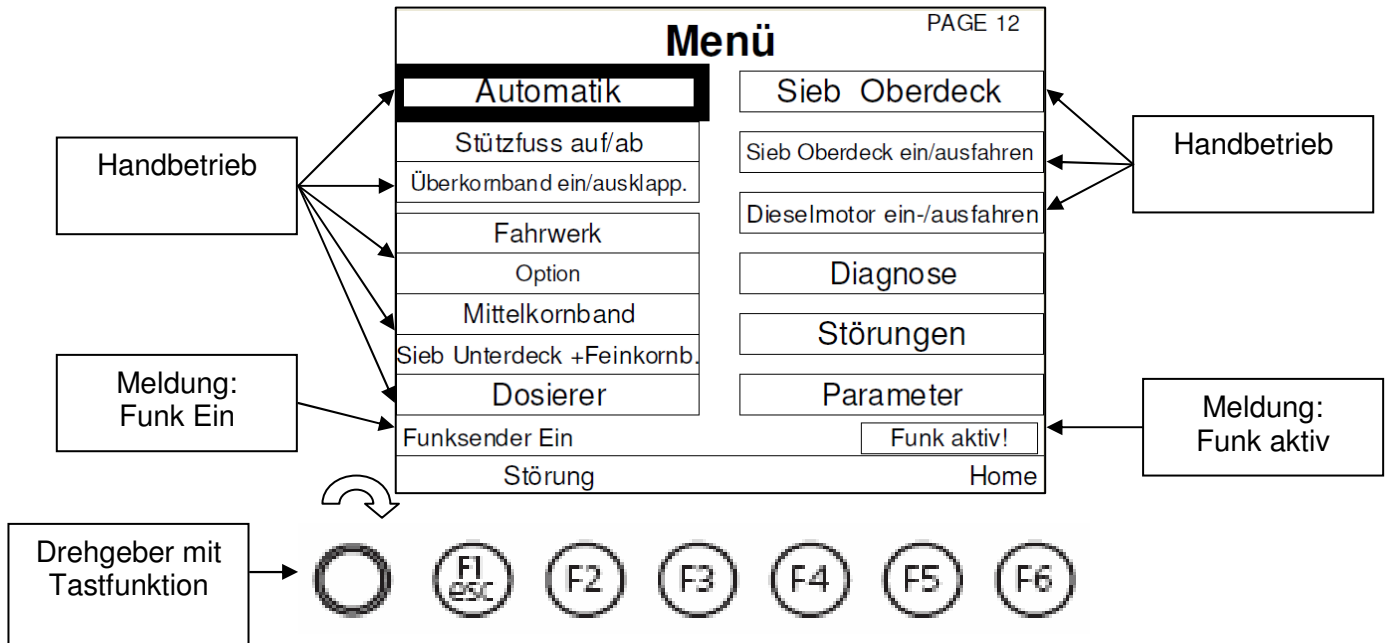 PAGE 12
Menü
Automatik
Stützfuss auf/ab
Überkornband ein/ausklapp.
Fahrwerk
Option
Mittelkornband
Sieb Unterdeck +Feinkornb.
Dosierer
Sieb Oberdeck
Sieb Oberdeck ein/ausfahren
Dieselmotor ein-/ausfahren
Diagnose
Störungen
Parameter
Funksender Ein
Funk aktiv!
Störung
Home
Handbetrieb
Handbetrieb
Meldung:
Funk Ein
Meldung:
Funk aktiv
Drehgeber mit
Tastfunktion
F1
esc
F2
F3
F4
F5
F6